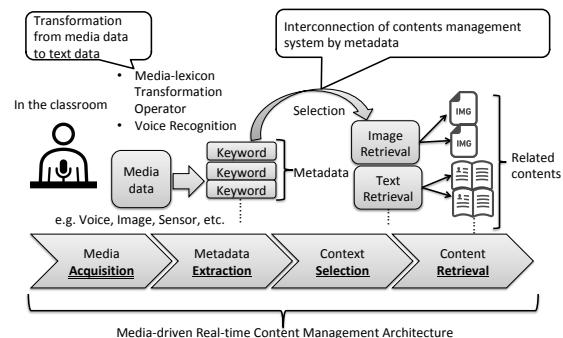 Transformation
from media data
to text data
Interconnection of contents management
system by metadata
• Media-lexicon
Transformation
Operator
• Voice Recognition
In the classroom
Selection
Media
data
Keyword
Keyword
Keyword
Metadata
Image
Retrieval
Text
Retrieval
IMG
IMG
Related
contents
e.g. Voice, Image, Sensor, etc.
Media
Acquisition
Metadata
Extraction
Context
Selection
Content
Retrieval
Media-driven Real-time Content Management Architecture